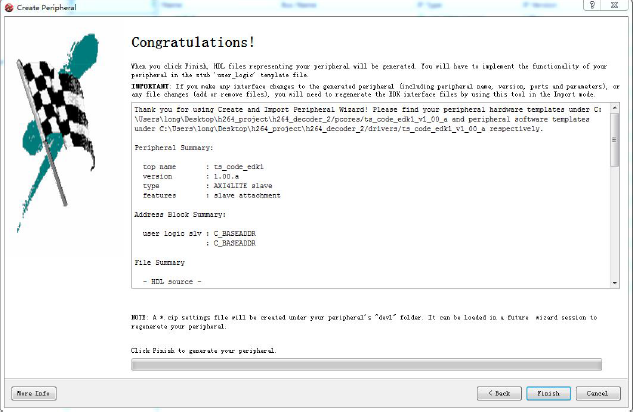 Create Peripheral
Name
Bus Name
IP Type
IP Version
Congratulations!
When you click Finish, HDL files representing your peripheral will be generated. You will have to implement the functionality of your
peripheral in the stub 'user_logic' template file.
IMPORTANT: If you make any interface changes to the generated peripheral (including peripheral name, version, ports and parameters), or
any file changes (add or remove files), you will need to regenerate the EDK interface files by using this tool in the Import mode.
Thank you for using Create and Import Peripheral Wizard! Please find your peripheral hardware templates under C:
\Users\long\Desktop\h264_project\h264_decoder_2/pcores/ts_code_edk1_v1_00_a and peripheral software templates
under C:\Users\long\Desktop\h264_project\h264_decoder_2/drivers/ts_code_edk1_v1_00_a respectively.
Peripheral Summary:
top name : ts_code_edk1
version : 1.00.a
type : AXI4LITE slave
features : slave attachment
Address Block Summary:
user logic slv : C_BASEADDR
: C_BASEADDR
File Summary
- HDL source -
NOTE: A *.cip settings file will be created under your peripheral's "devl" folder. It can be loaded in a future wizard session to
regenerate your peripheral.
Click Finish to generate your peripheral.
More Info
< Back
Finish
Cancel